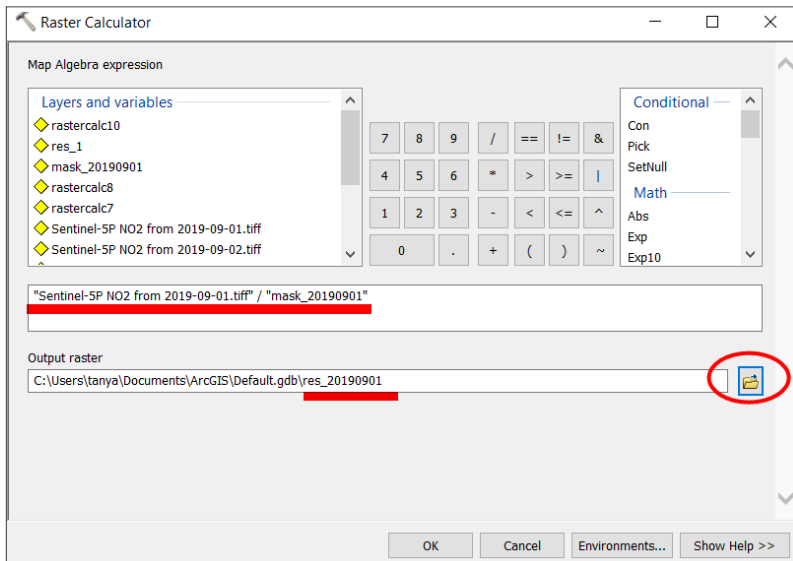 Raster Calculator
Map Algebra expression
Layers and variables
rastercalc10
res_1
mask_20190901
rastercalc8
rastercalc7
Sentinel-5P NO2 from 2019-09-01.tiff
Sentinel-5P NO2 from 2019-09-02.tiff
7 8 9 / == != &
4 5 6 * > >= |
1 2 3 - < <= ^
0 . + ( ) ~
Conditional
Con
Pick
SetNull
Math
Abs
Exp
Exp10
"Sentinel-5P NO2 from 2019-09-01.tiff" / "mask_20190901"
Output raster
C:\Users\tanya\Documents\ArcGIS\Default.gdb\res_20190901
OK Cancel Environments... Show Help >>